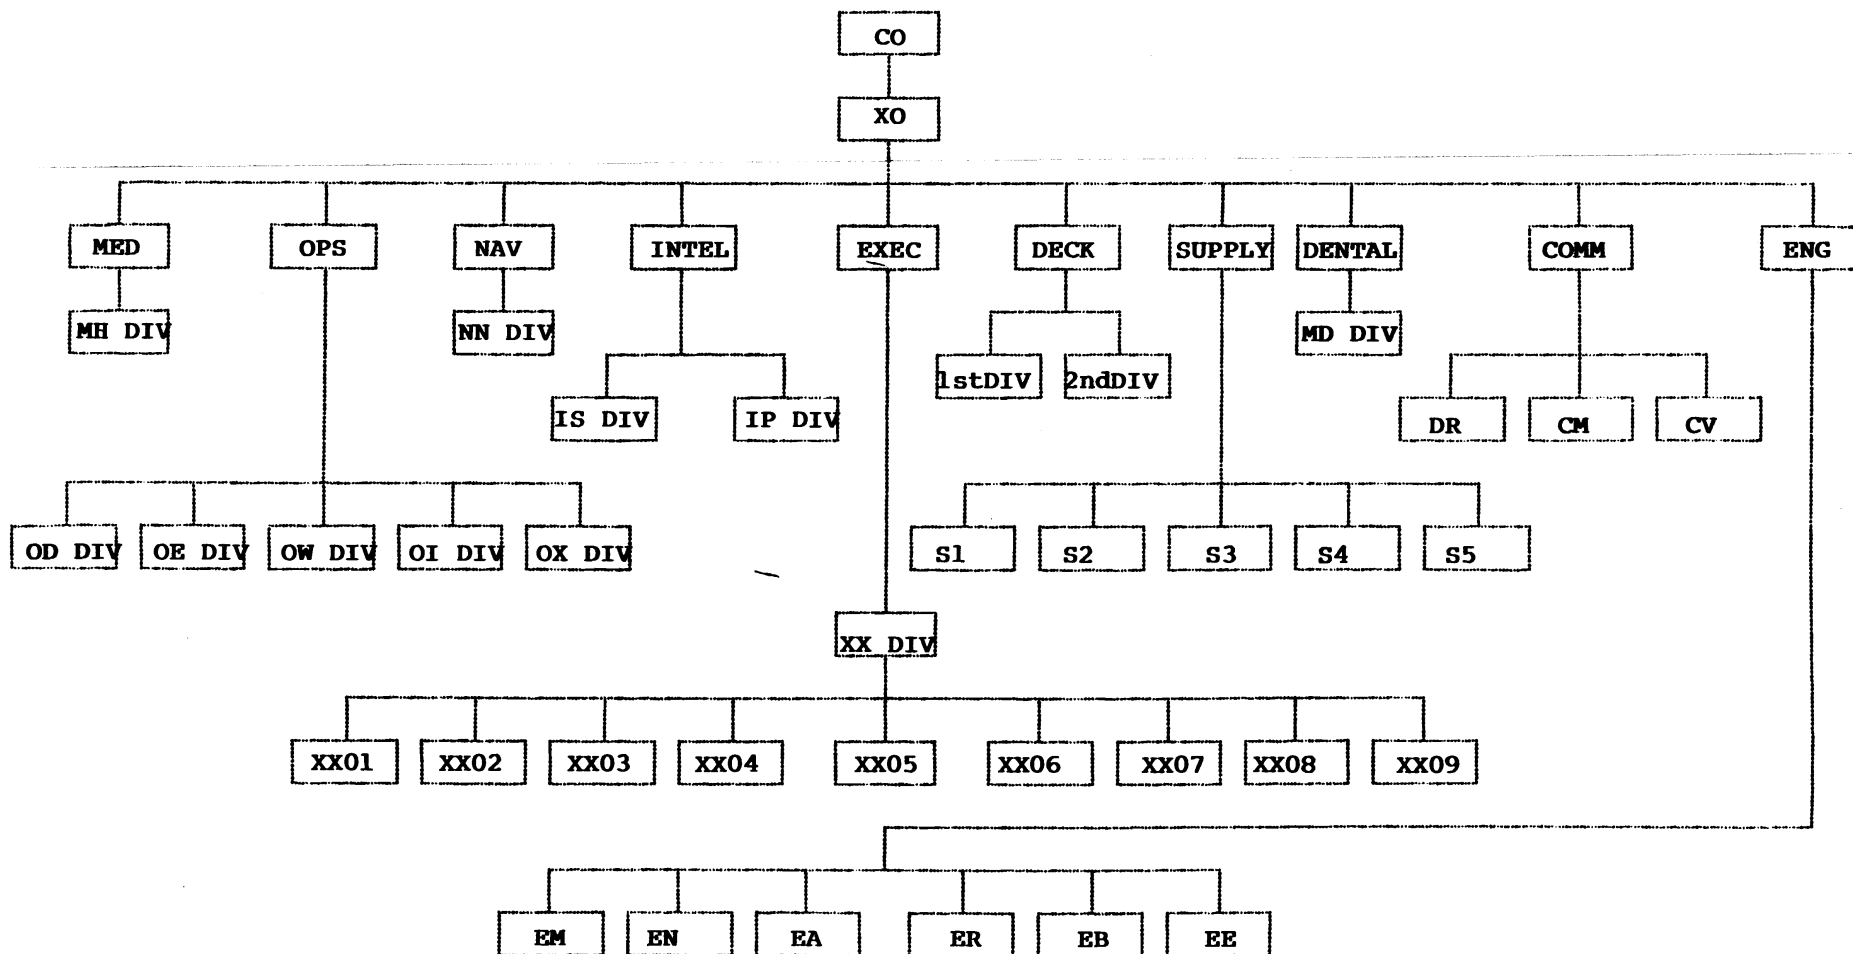 CO
XO
MED OPS NAV INTEL EXEC DECK SUPPLY DENTAL COMM ENG
MH DIV NN DIV MD DIV
1stDIV 2ndDIV
IS DIV IP DIV DR CM CV
OD DIV OE DIV OW DIV OI DIV OX DIV S1 S2 S3 S4 S5
XX DIV
XX01 XX02 XX03 XX04 XX05 XX06 XX07 XX08 XX09
EM EN EA ER EB EE